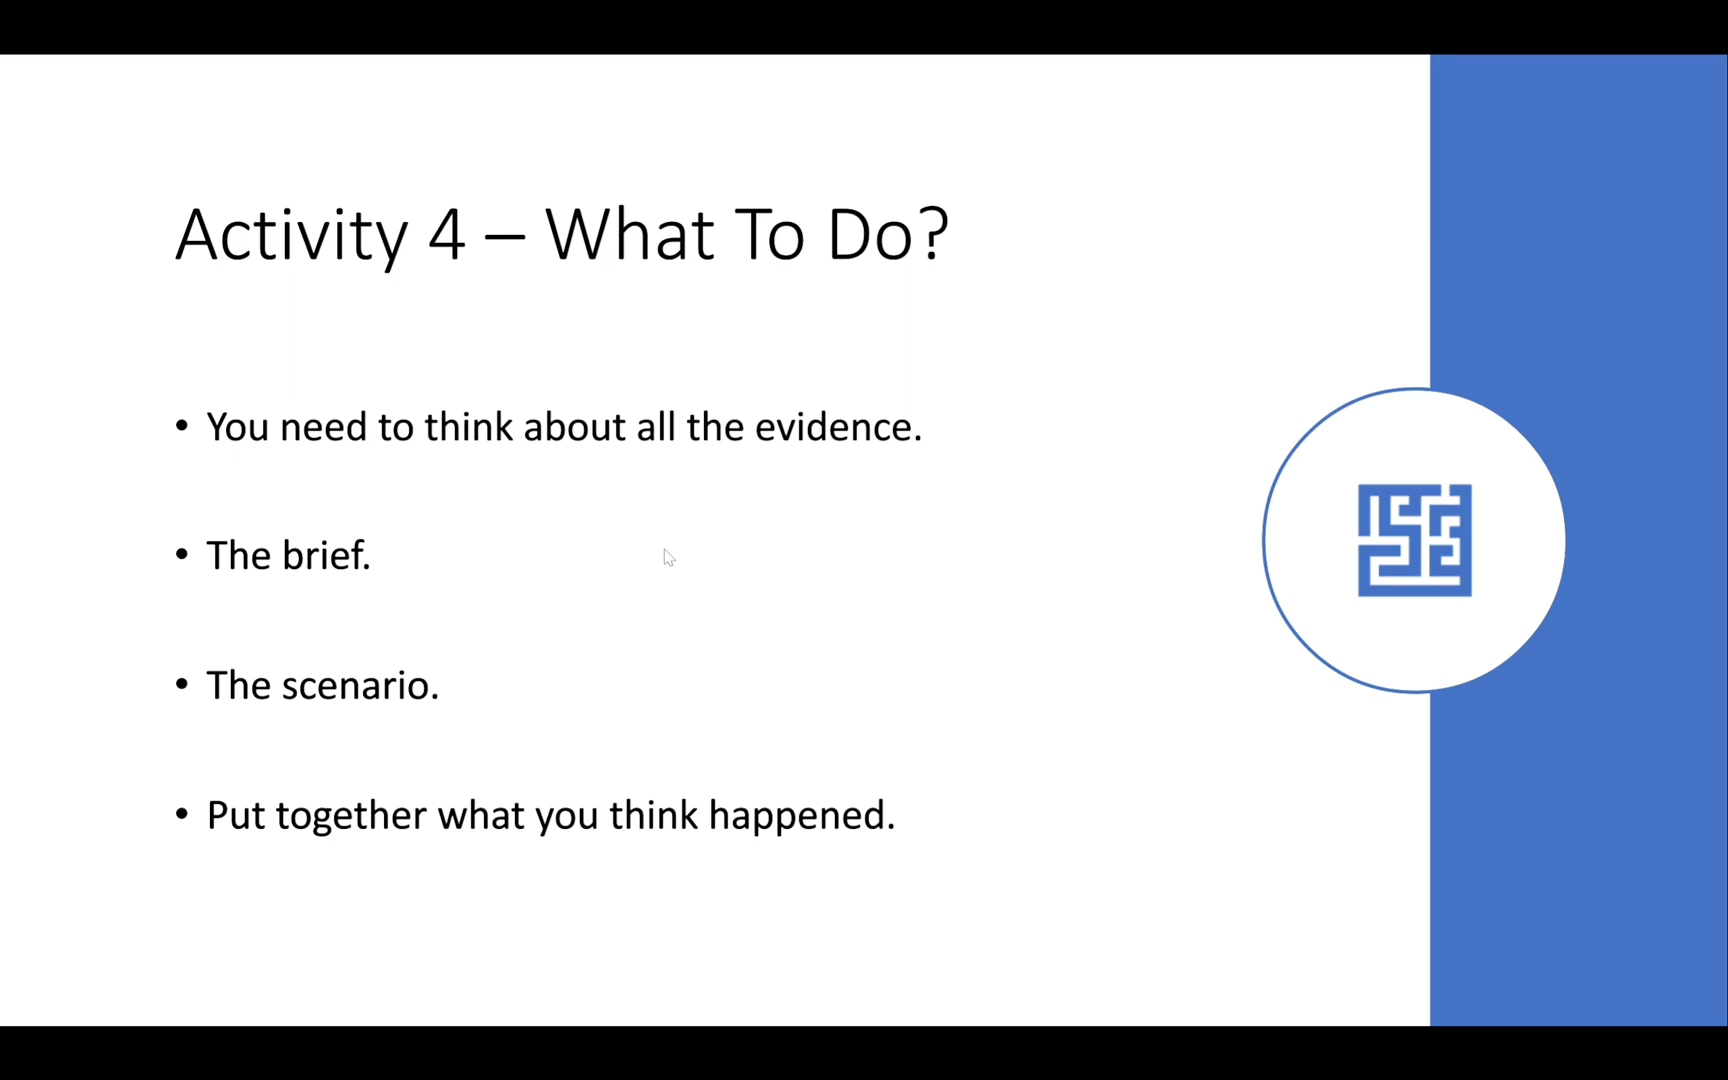 Activity 4 – What To Do?
• You need to think about all the evidence.
• The brief.
• The scenario.
• Put together what you think happened.